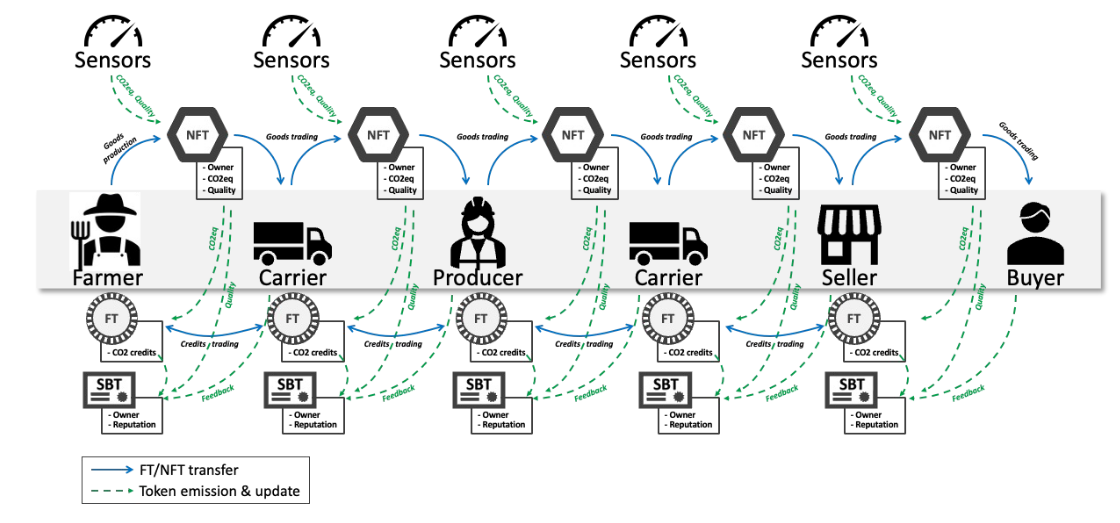 Sensors
Sensors
Sensors
Sensors
Sensors
CO2eq, Quality
CO2eq, Quality
CO2eq, Quality
CO2eq, Quality
CO2eq, Quality
Goods
production
NFT
Goods trading
NFT
Goods trading
NFT
Goods trading
NFT
Goods trading
NFT
Goods trading
- Owner
- CO2eq
- Quality
- Owner
- CO2eq
- Quality
- Owner
- CO2eq
- Quality
- Owner
- CO2eq
- Quality
- Owner
- CO2eq
- Quality
CO2eq
CO2eq
CO2eq
CO2eq
CO2eq
Farmer
Carrier
Producer
Carrier
Seller
Buyer
Quality
Quality
Quality
Quality
Quality
FT
FT
FT
FT
FT
- CO2 credits
Credits trading
- CO2 credits
Credits trading
- CO2 credits
Credits trading
- CO2 credits
Credits trading
- CO2 credits
SBT
SBT
SBT
SBT
SBT
Feedback
Feedback
Feedback
Feedback
Feedback
- Owner
- Reputation
- Owner
- Reputation
- Owner
- Reputation
- Owner
- Reputation
- Owner
- Reputation
FT/NFT transfer
Token emission & update